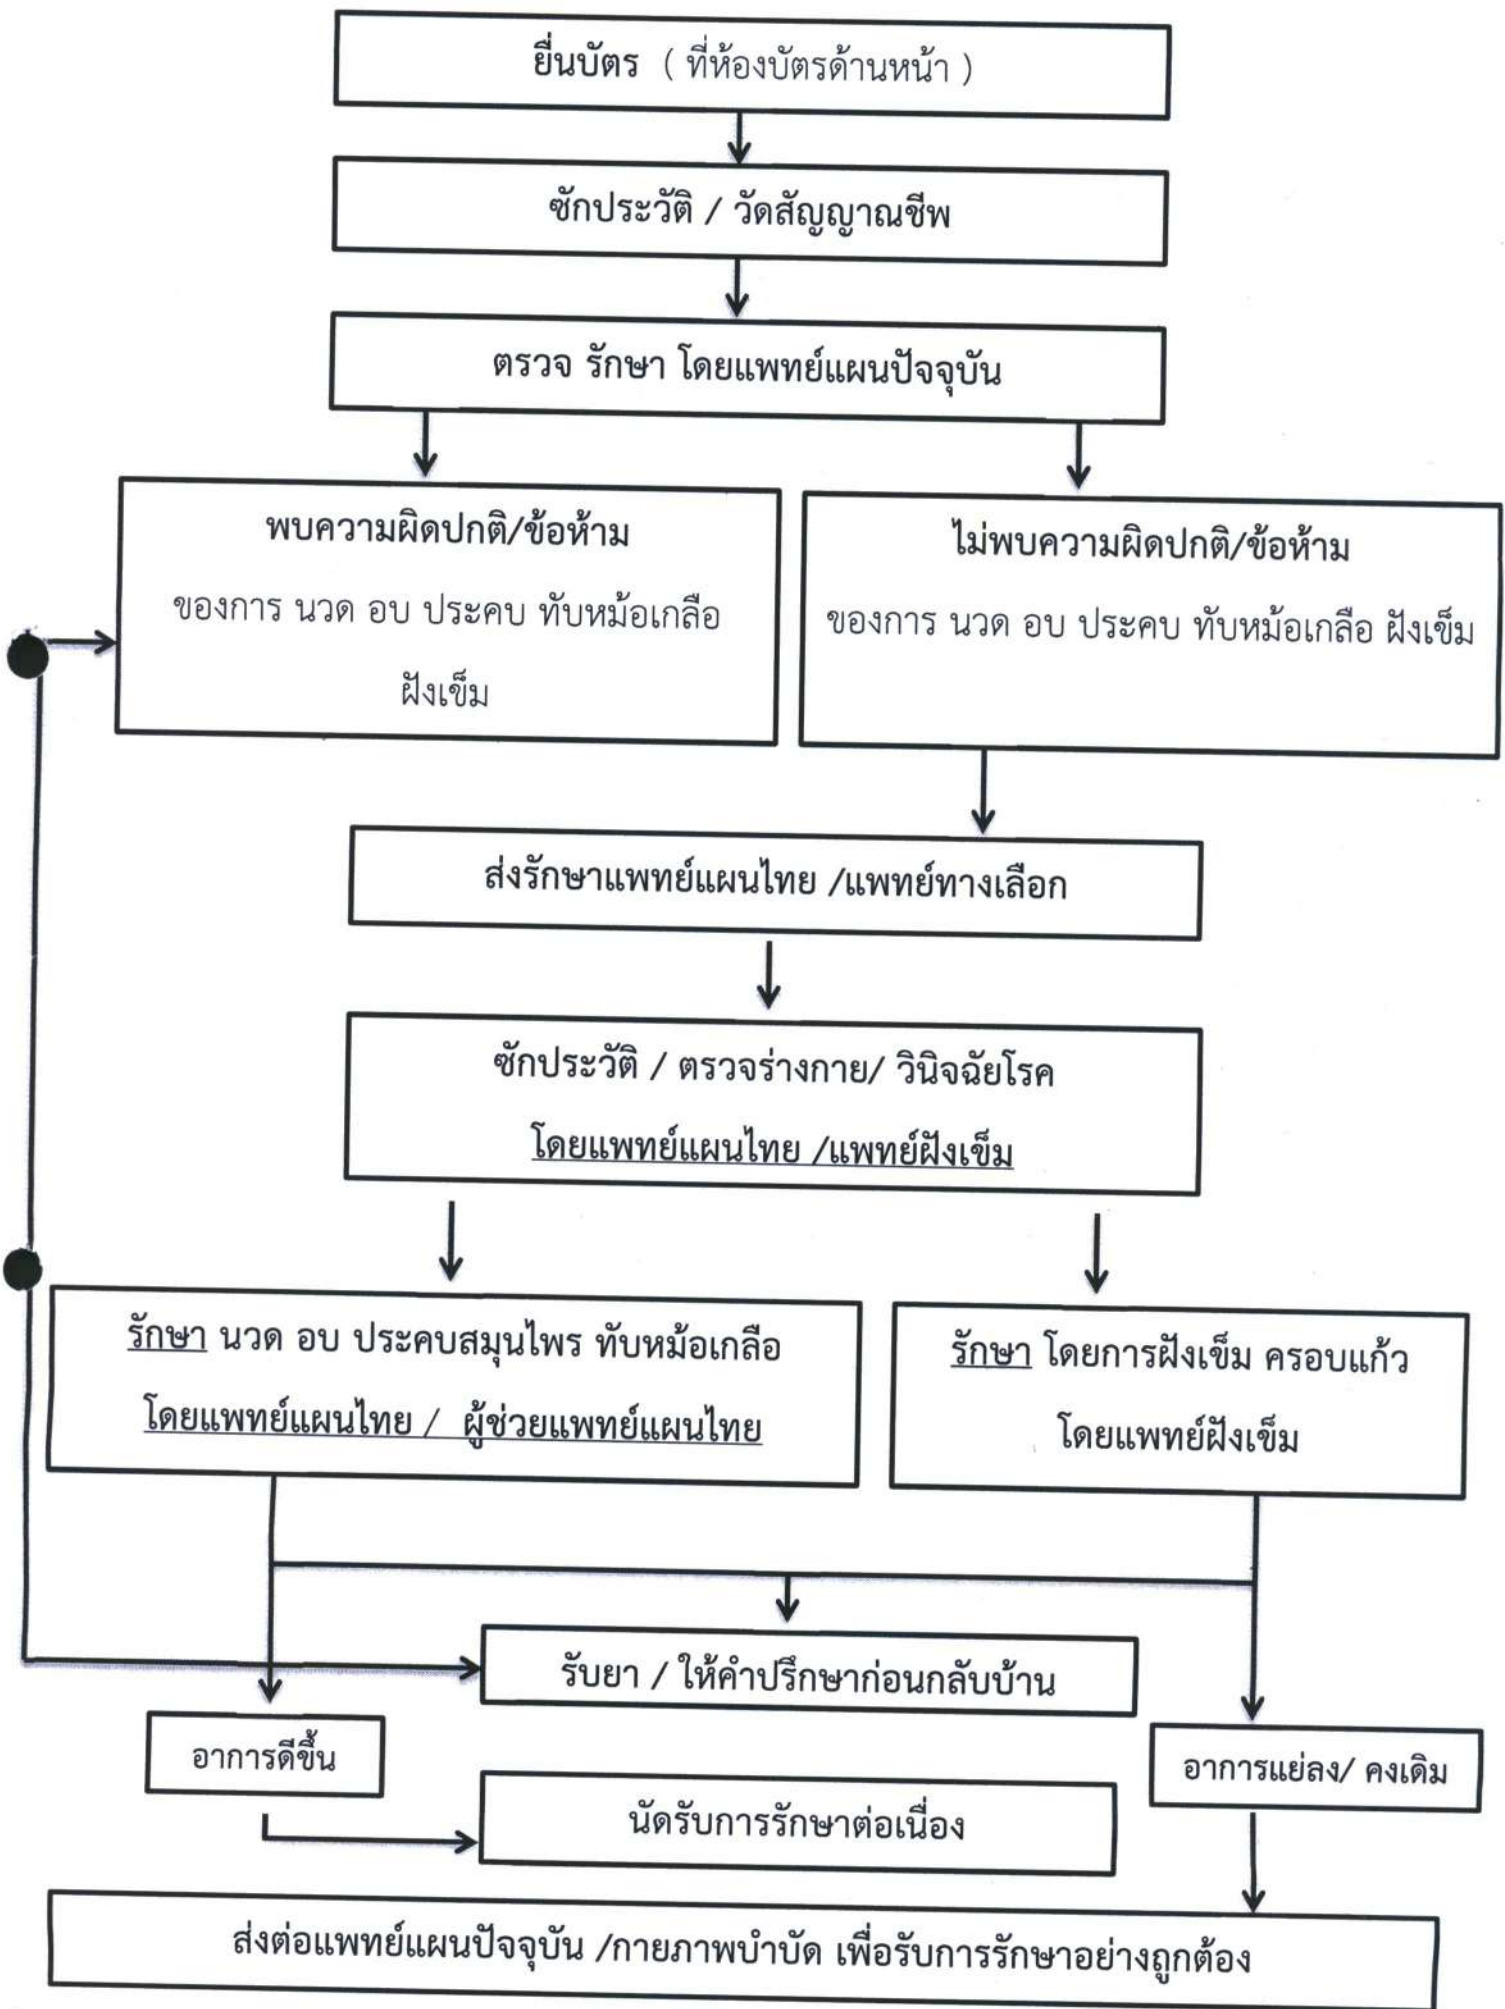 ยื่นบัตร ( ที่ห้องบัตรด้านหน้า )
ซักประวัติ / วัดสัญญาณชีพ
ตรวจ รักษา โดยแพทย์แผนปัจจุบัน
พบความผิดปกติ/ข้อห้าม
ของการ นวด อบ ประคบ ทับหม้อเกลือ
ฝังเข็ม
ไม่พบความผิดปกติ/ข้อห้าม
ของการ นวด อบ ประคบ ทับหม้อเกลือ ฝังเข็ม
ส่งรักษาแพทย์แผนไทย /แพทย์ทางเลือก
ซักประวัติ / ตรวจร่างกาย/ วินิจฉัยโรค
โดยแพทย์แผนไทย /แพทย์ฝังเข็ม
รักษา นวด อบ ประคบสมุนไพร ทับหม้อเกลือ
โดยแพทย์แผนไทย / ผู้ช่วยแพทย์แผนไทย
รักษา โดยการฝังเข็ม ครอบแก้ว
โดยแพทย์ฝังเข็ม
รับยา / ให้คำปรึกษาก่อนกลับบ้าน
อาการดีขึ้น
อาการแย่ลง/ คงเดิม
นัดรับการรักษาต่อเนื่อง
ส่งต่อแพทย์แผนปัจจุบัน /กายภาพบำบัด เพื่อรับการรักษาอย่างถูกต้อง